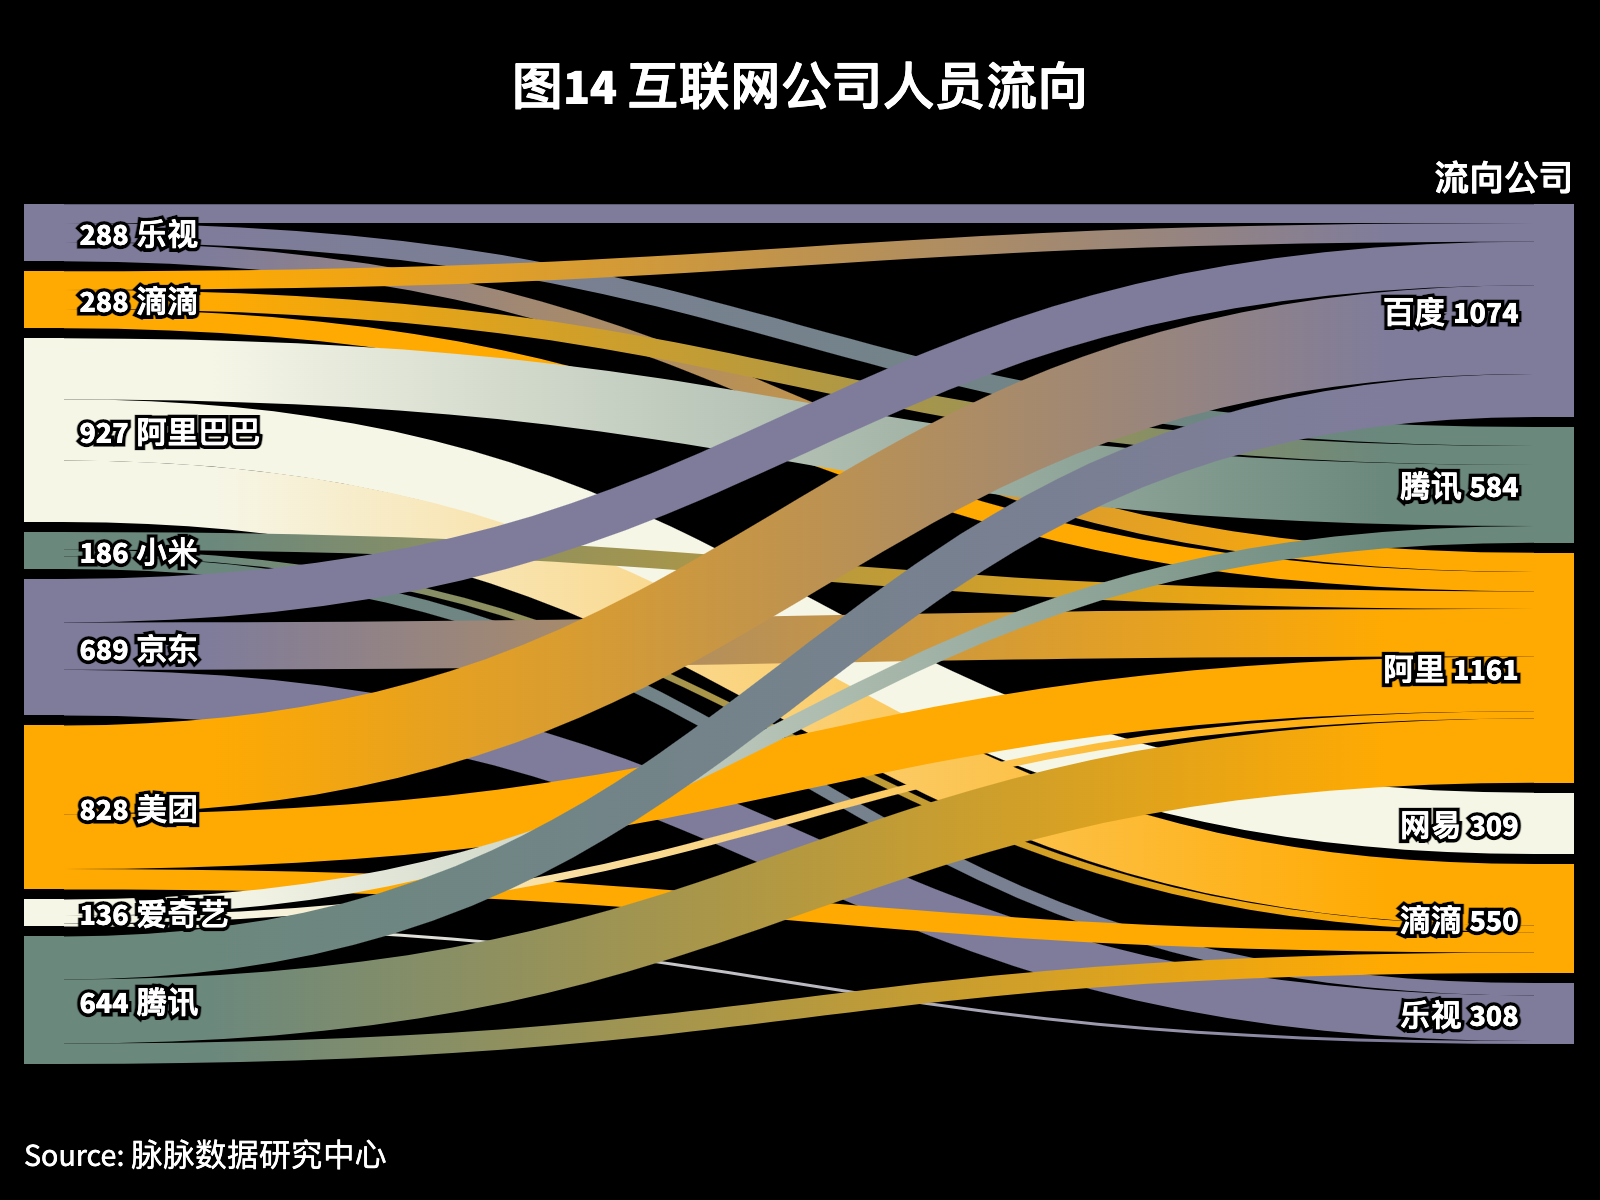 图14 互联网公司人员流向
流向公司
288 乐视
288 滴滴
927 阿里巴巴
186 小米
689 京东
828 美团
136 爱奇艺
644 腾讯
百度 1074
腾讯 584
阿里 1161
网易 309
滴滴 550
乐视 308
Source: 脉脉数据研究中心